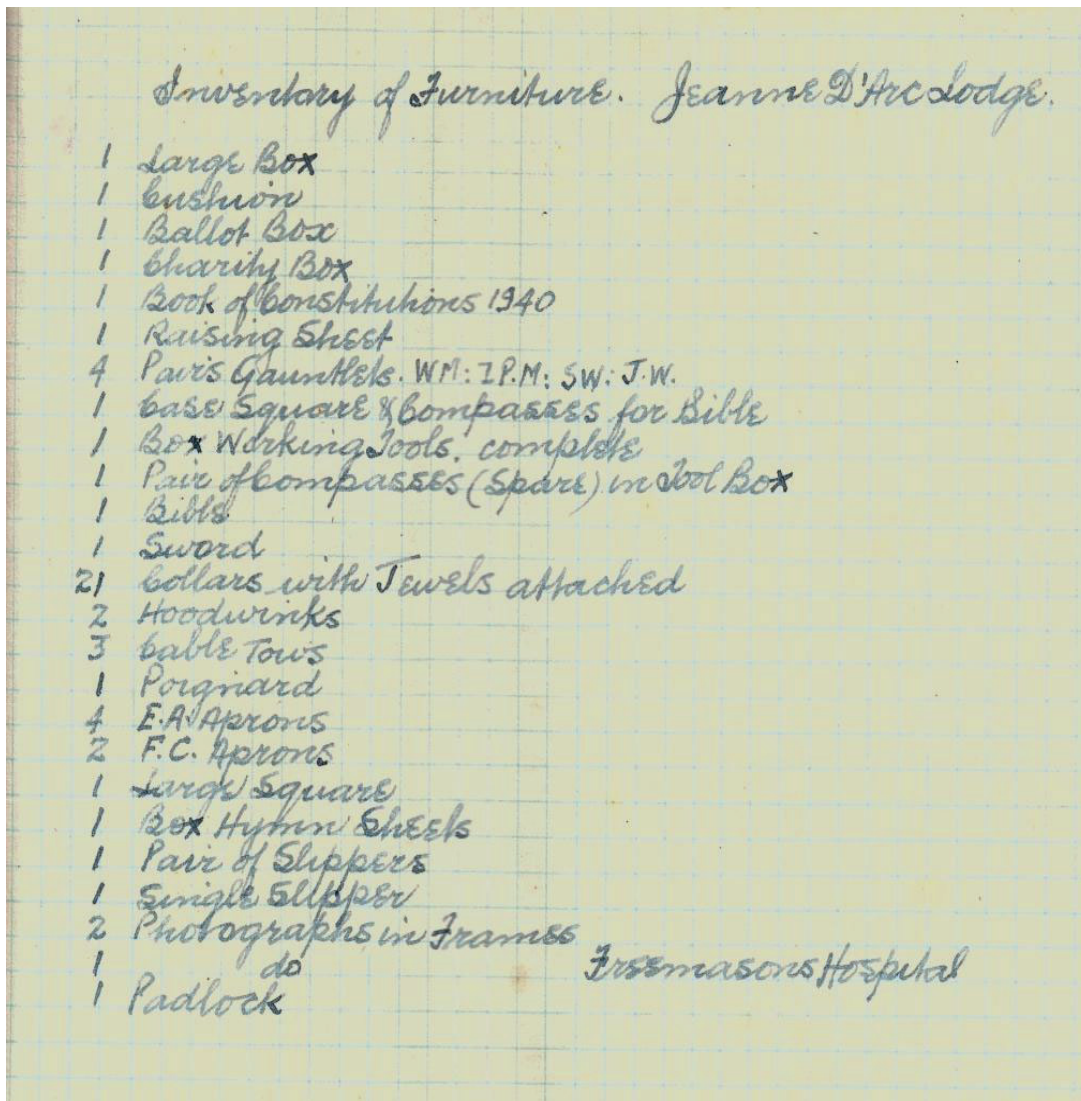 Inventory of Furniture. Jeanne D'Arc Lodge.
1 Large Box
1 Cushion
1 Ballot Box
1 Charity Box
1 Book of Constitutions 1940
1 Raising Sheet
4 Pairs Gauntlets. WM: I.P.M: SW: J.W.
1 Case Square & Compasses for Bible
1 Box Working Tools, complete
1 Pair of Compasses (Spare) in Tool Box
1 Bible
1 Sword
21 Collars with Jewels attached
2 Hoodwinks
3 Cable Tows
1 Poignard
4 E.A. Aprons
2 F.C. Aprons
1 Large Square
1 Box Hymn Sheets
1 Pair of Slippers
1 Single Slipper
2 Photographs in Frames
1 do Freemasons Hospital
1 Padlock